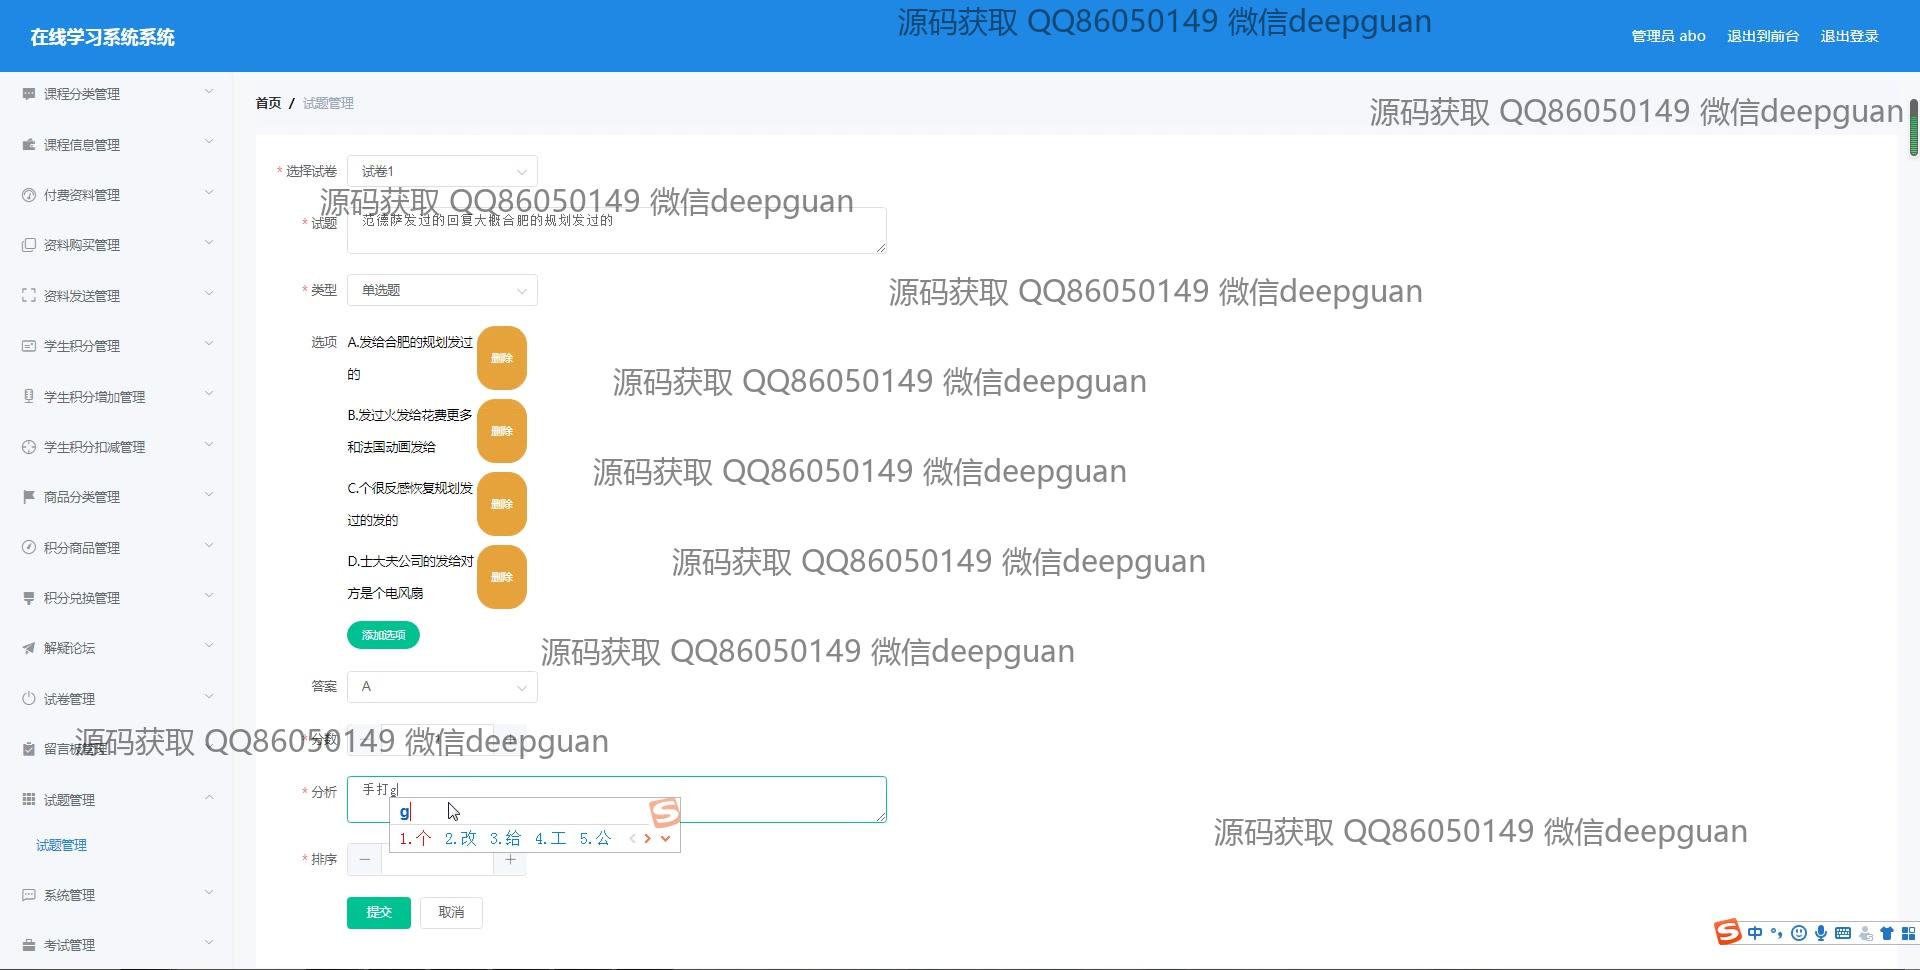 在线学习系统系统
源码获取 QQ86050149 微信deepguan
管理员 abo
退出到前台
退出登录
课程分类管理
课程信息管理
付费资料管理
资料购买管理
资料发送管理
学生积分管理
学生积分增加管理
学生积分扣减管理
商品分类管理
积分商品管理
积分兑换管理
解疑论坛
试卷管理
留言板管理
试题管理
试题管理
系统管理
考试管理
首页 / 试题管理
源码获取 QQ86050149 微信deepguan
* 选择试卷 试卷1
源码获取 QQ86050149 微信deepguan
* 试题 范德萨发过的回复大概合肥的规划发过的
* 类型 单选题
源码获取 QQ86050149 微信deepguan
选项 A.发给合肥的规划发过
的
删除
源码获取 QQ86050149 微信deepguan
B.发过火发给花费更多
和法国动画发给
删除
源码获取 QQ86050149 微信deepguan
C.个很反感恢复规划发
过的发的
删除
源码获取 QQ86050149 微信deepguan
D.士大夫公司的发给对
方是个电风扇
删除
添加选项
源码获取 QQ86050149 微信deepguan
答案 A
* 分数 1
源码获取 QQ86050149 微信deepguan
* 分析 手打g
g
1.个 2.改 3.给 4.工 5.公
源码获取 QQ86050149 微信deepguan
* 排序
提交
取消
中